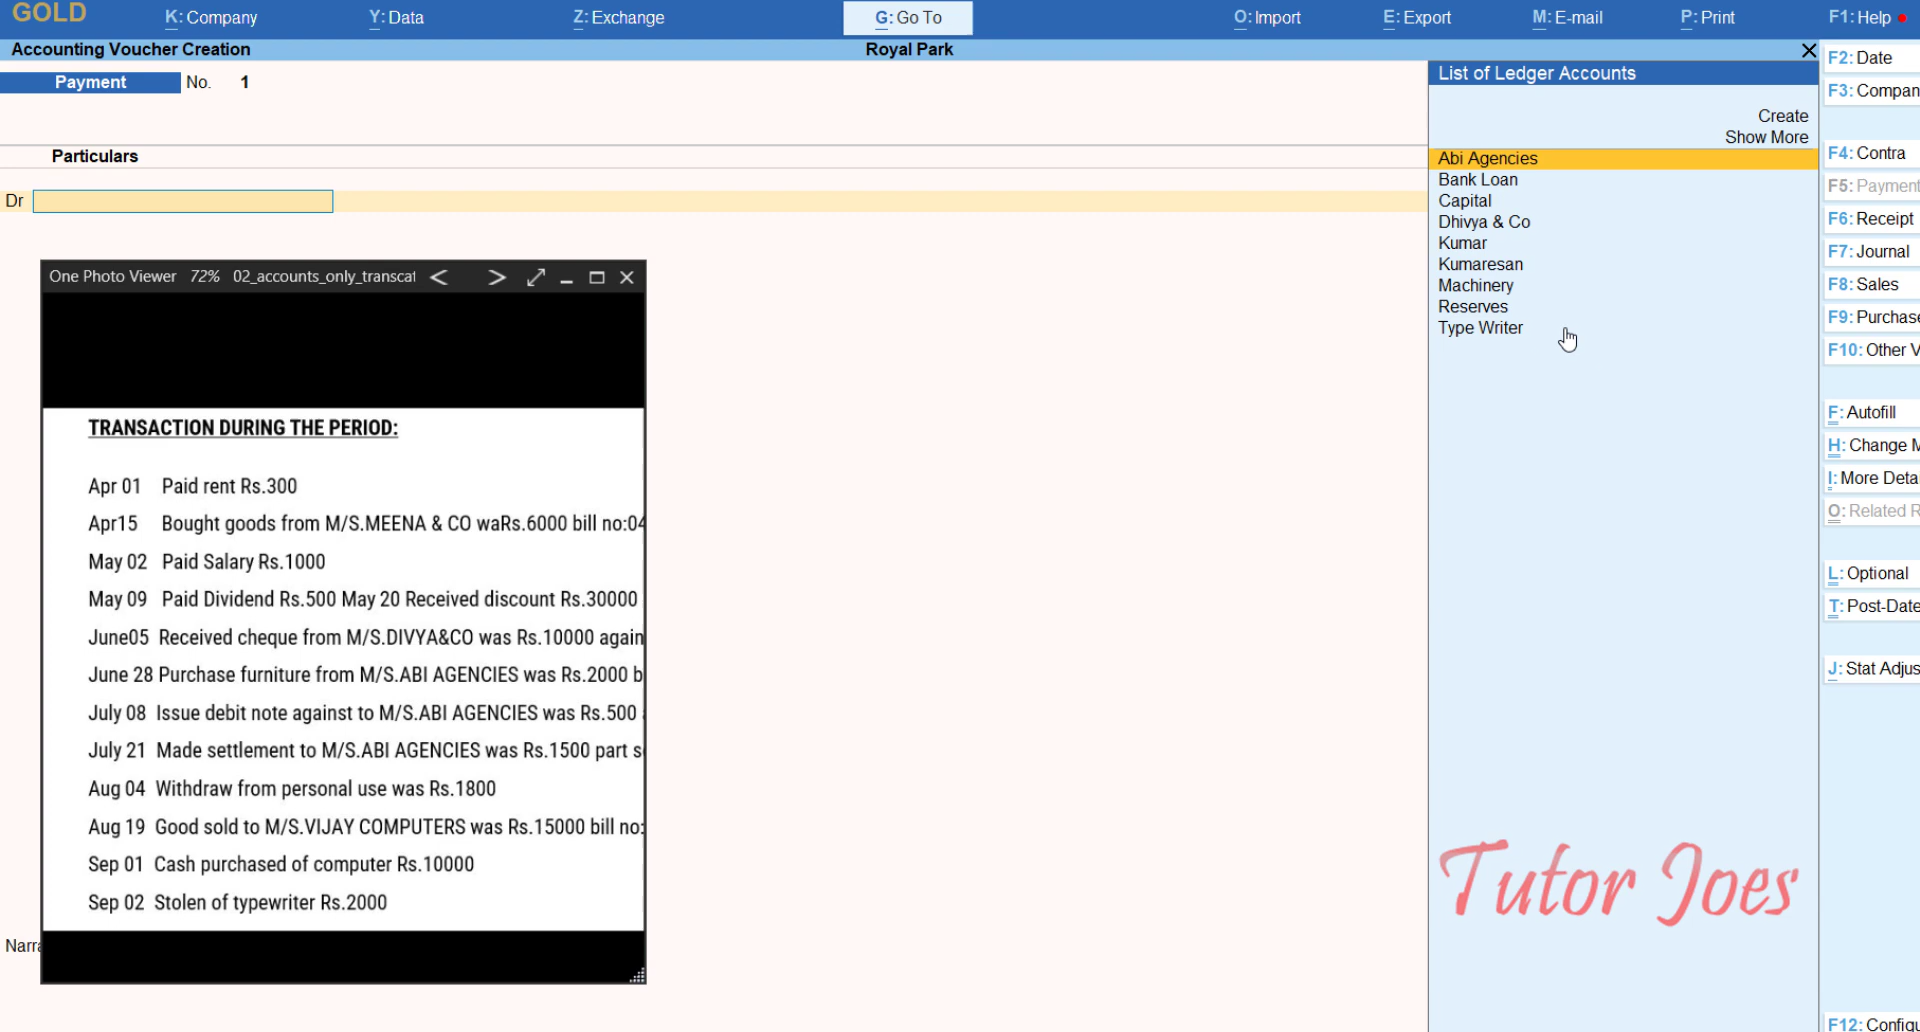 GOLD
K: Company
Y: Data
Z: Exchange
G: Go To
O: Import
E: Export
M: E-mail
P: Print
F1: Help
Accounting Voucher Creation
Royal Park
Payment No. 1
Particulars
Dr
One Photo Viewer 72% 02_accounts_only_transcat
TRANSACTION DURING THE PERIOD:
Apr 01 Paid rent Rs.300
Apr15 Bought goods from M/S.MEENA & CO waRs.6000 bill no:04
May 02 Paid Salary Rs.1000
May 09 Paid Dividend Rs.500 May 20 Received discount Rs.30000
June05 Received cheque from M/S.DIVYA&CO was Rs.10000 again
June 28 Purchase furniture from M/S.ABI AGENCIES was Rs.2000 b
July 08 Issue debit note against to M/S.ABI AGENCIES was Rs.500
July 21 Made settlement to M/S.ABI AGENCIES was Rs.1500 part s
Aug 04 Withdraw from personal use was Rs.1800
Aug 19 Good sold to M/S.VIJAY COMPUTERS was Rs.15000 bill no:
Sep 01 Cash purchased of computer Rs.10000
Sep 02 Stolen of typewriter Rs.2000
Narra
List of Ledger Accounts
Create
Show More
Abi Agencies
Bank Loan
Capital
Dhivya & Co
Kumar
Kumaresan
Machinery
Reserves
Type Writer
Tutor Joes
F2: Date
F3: Compan
F4: Contra
F5: Payment
F6: Receipt
F7: Journal
F8: Sales
F9: Purchase
F10: Other V
F: Autofill
H: Change M
I: More Deta
O: Related R
L: Optional
T: Post-Date
J: Stat Adjus
F12: Configu